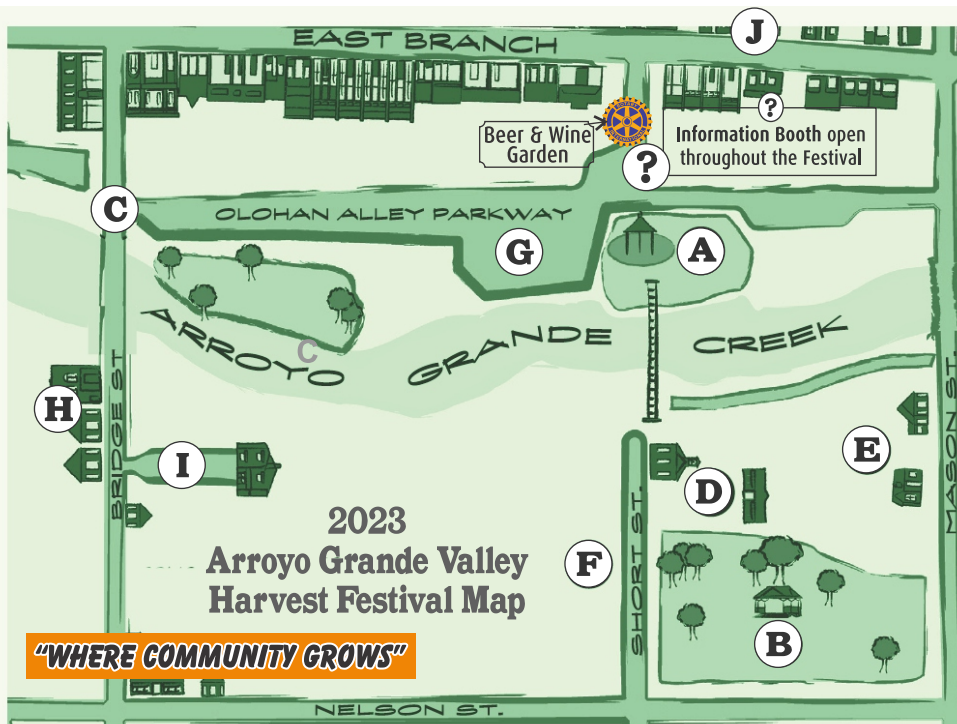 EAST BRANCH
J
Beer & Wine
Garden
?
?
Information Booth open
throughout the Festival
C
OLOHAN ALLEY PARKWAY
G
A
ARROYO GRANDE CREEK
C
H
BRIDGE ST
I
E
MASON ST.
D
2023
Arroyo Grande Valley
Harvest Festival Map
F
SHORT ST.
B
"WHERE COMMUNITY GROWS"
NELSON ST.